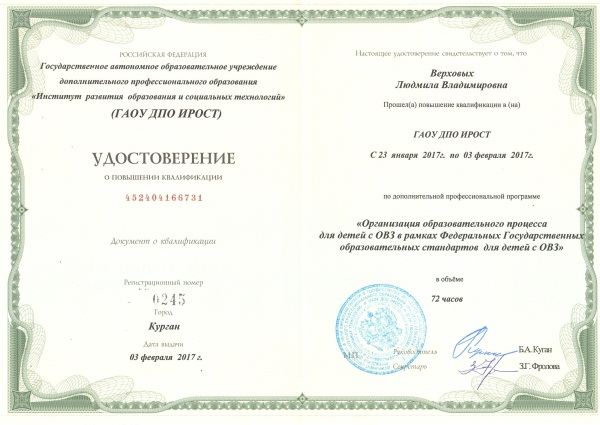 РОССИЙСКАЯ ФЕДЕРАЦИЯ
Государственное автономное образовательное учреждение
дополнительного профессионального образования
«Институт развития образования и социальных технологий»
(ГАОУ ДПО ИРОСТ)
УДОСТОВЕРЕНИЕ
О ПОВЫШЕНИИ КВАЛИФИКАЦИИ
452404166731
Документ о квалификации
Регистрационный номер
0245
Город
Курган
Дата выдачи
03 февраля 2017 г.
Настоящее удостоверение свидетельствует о том, что
Верховых
Людмила Владимировна
Прошел(а) повышение квалификации в (на)
ГАОУ ДПО ИРОСТ
С 23 января 2017г. по 03 февраля 2017г.
по дополнительной профессиональной программе
«Организация образовательного процесса
для детей с ОВЗ в рамках Федеральных Государственных
образовательных стандартов для детей с ОВЗ»
в объёме
72 часов
М.П.
Руководитель
Б.А. Куган
Секретарь
З.Г. Фролова